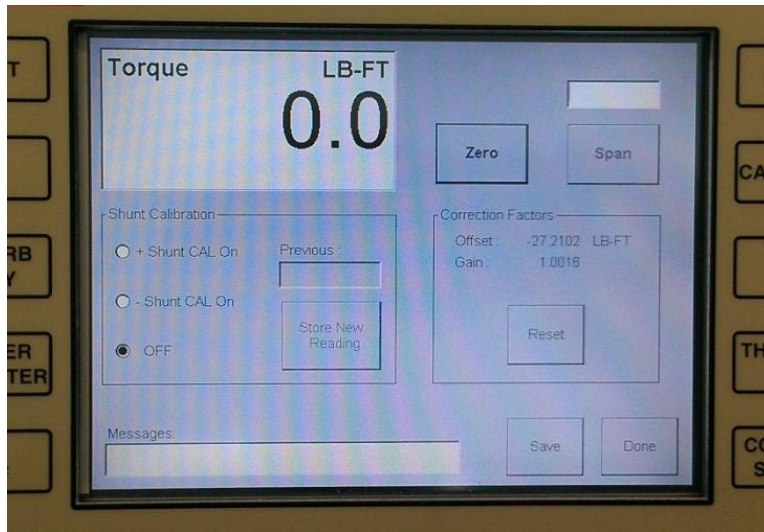 Torque LB-FT
0.0
Zero
Span
Shunt Calibration
+ Shunt CAL On
- Shunt CAL On
OFF
Previous :
Store New
Reading
Correction Factors
Offset : -27.2102 LB-FT
Gain : 1.0016
Reset
Messages:
Save
Done
T
RB
Y
ER
TER
CA
TH
CO
S